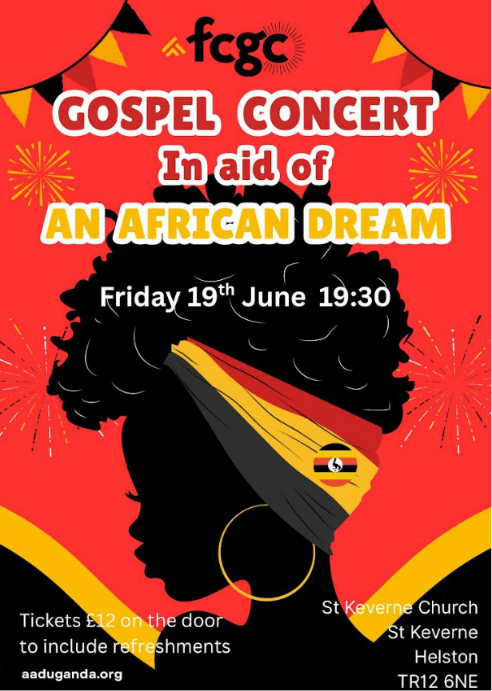 fcgc
GOSPEL CONCERT
In aid of
AN AFRICAN DREAM
Friday 19th June 19:30
Tickets £12 on the door
to include refreshments
aaduganda.org
St Keverne Church
St Keverne
Helston
TR12 6NE